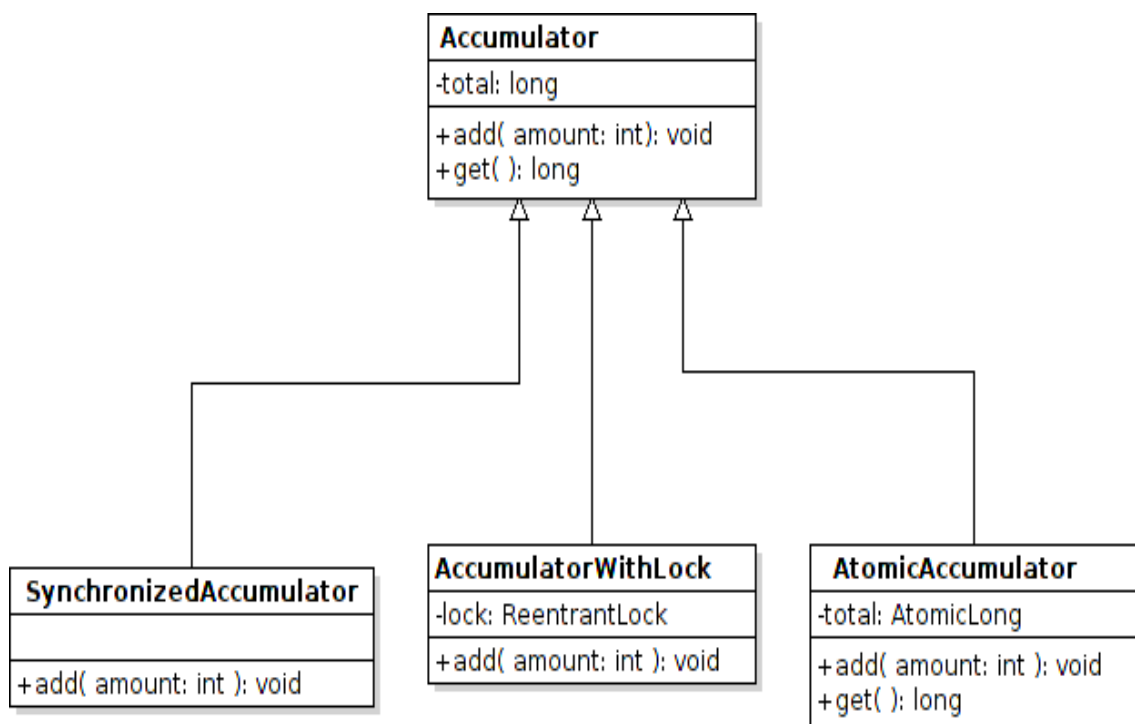 Accumulator
-total: long
+add( amount: int): void
+get( ): long
SynchronizedAccumulator
+add( amount: int ): void
AccumulatorWithLock
-lock: ReentrantLock
+add( amount: int ): void
AtomicAccumulator
-total: AtomicLong
+add( amount: int ): void
+get( ): long